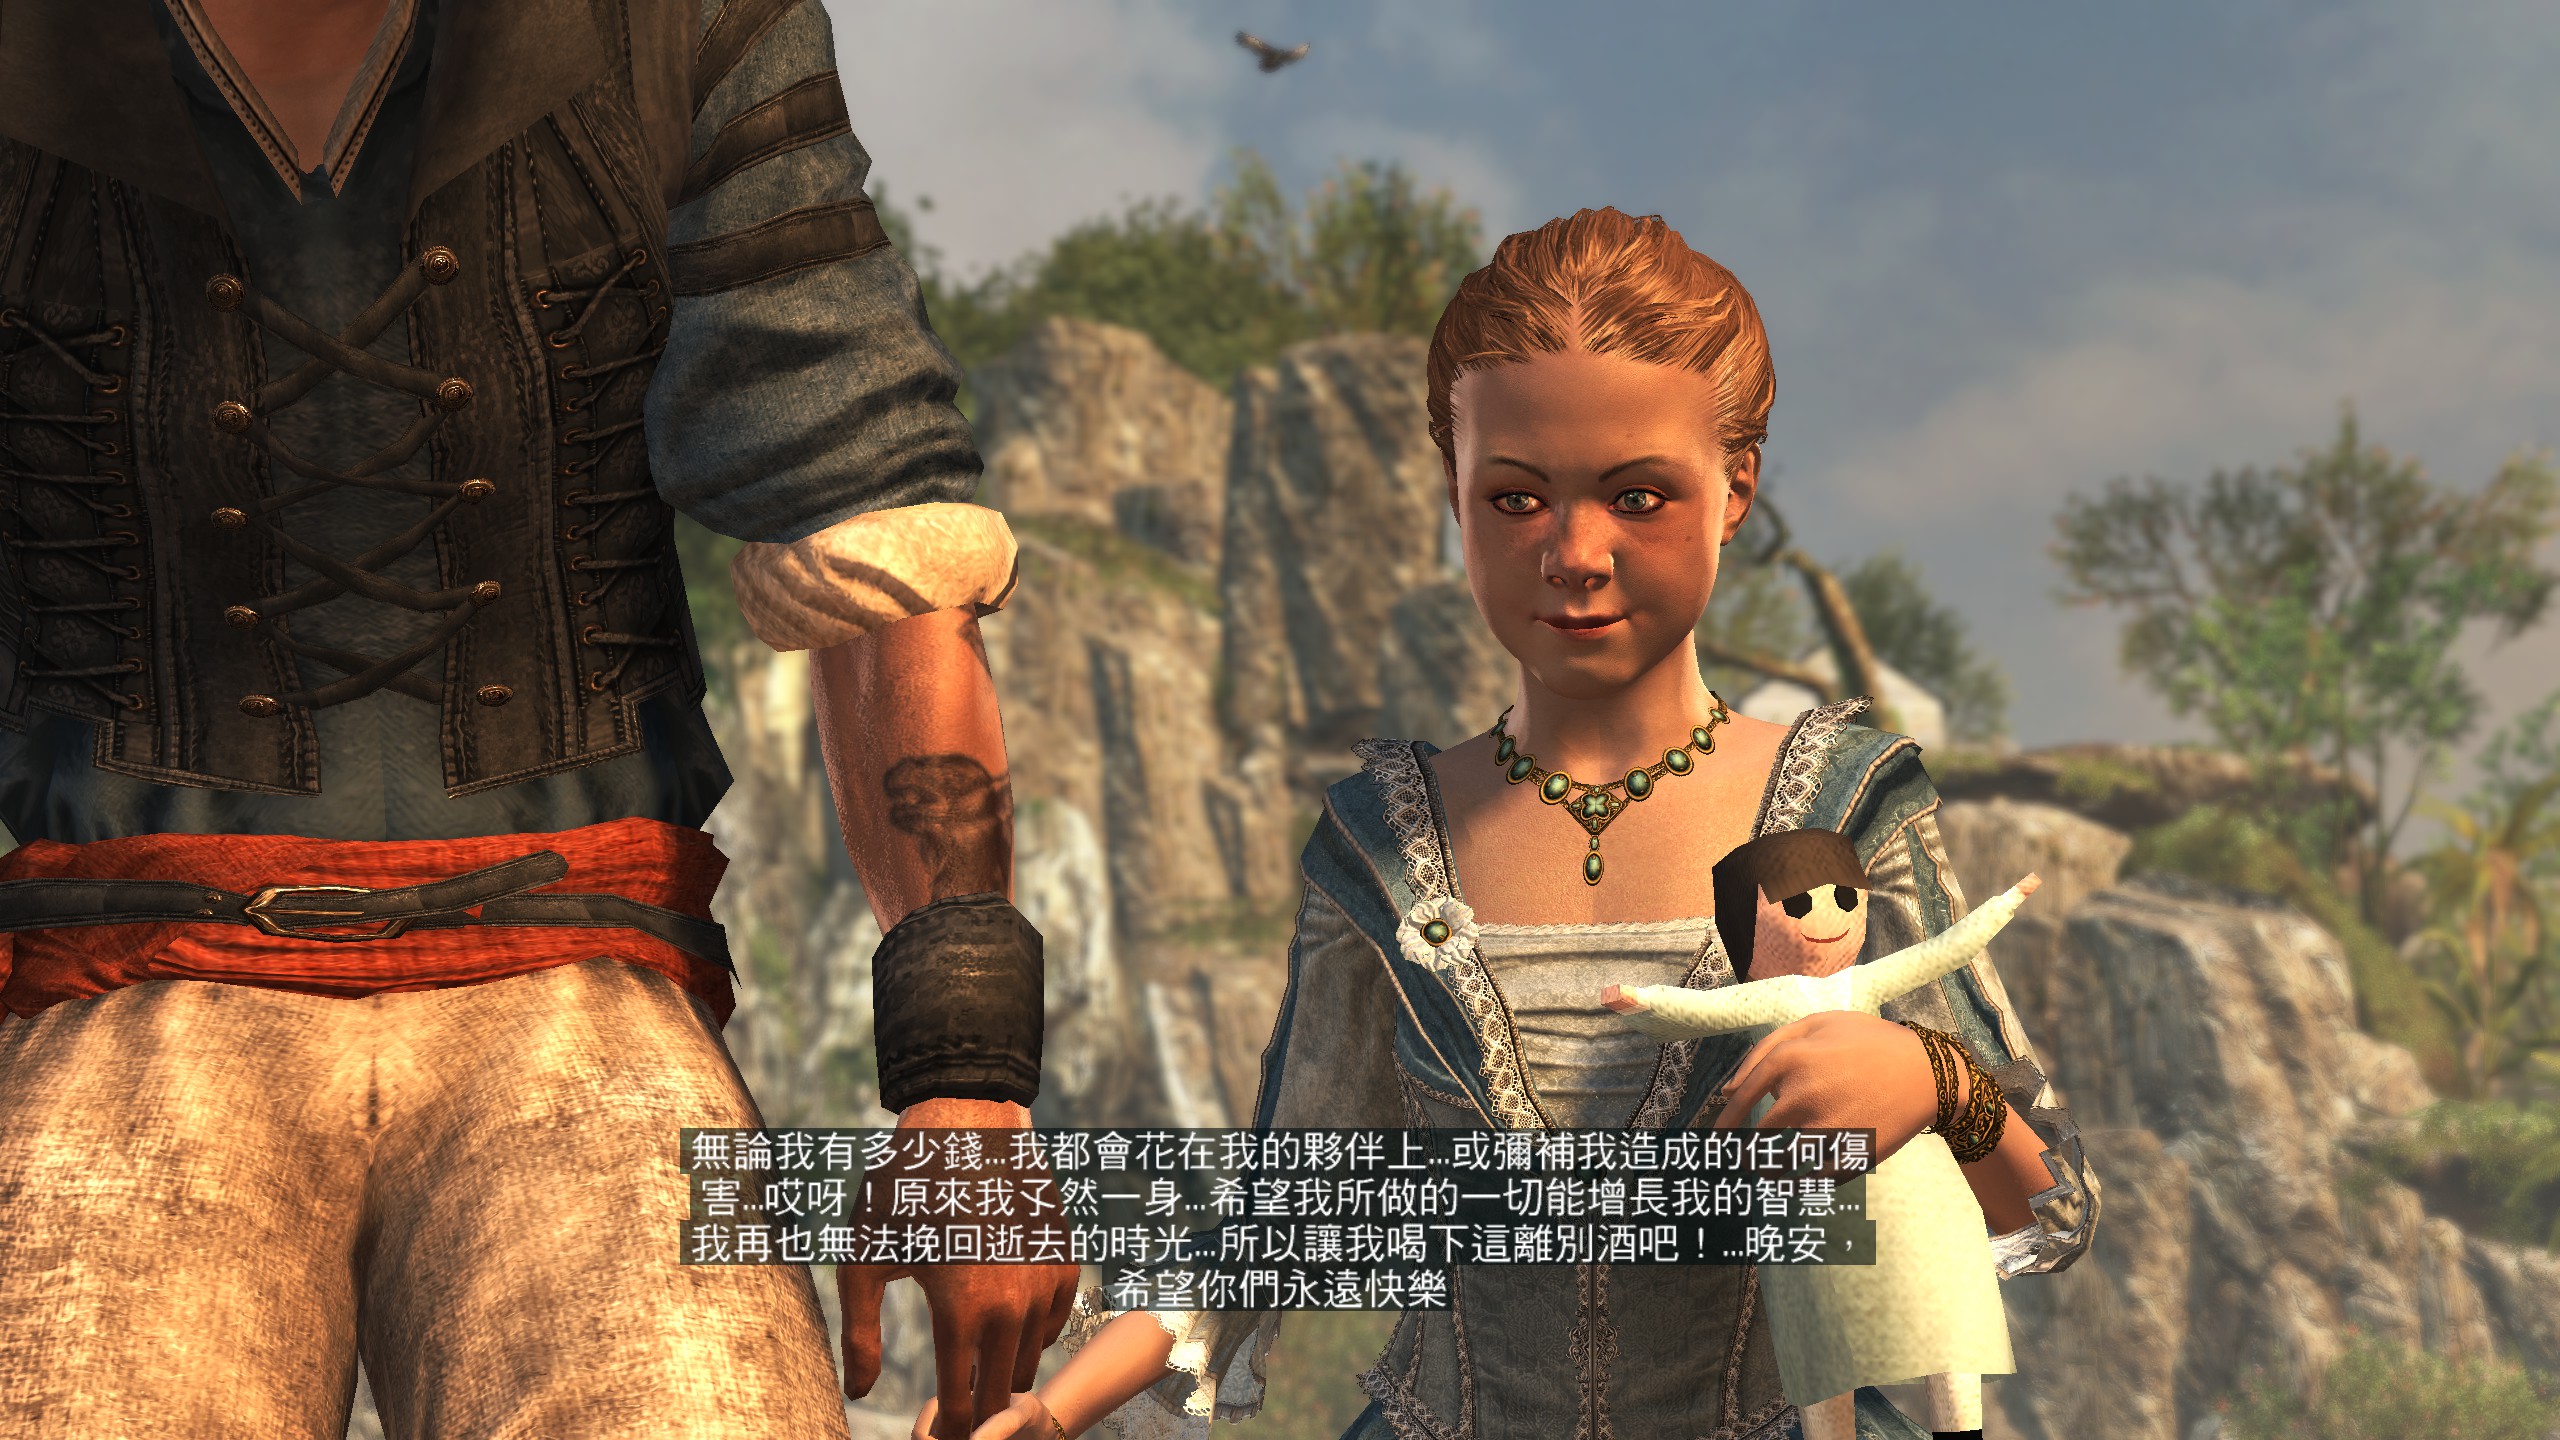 無論我有多少錢…我都會花在我的夥伴上…或彌補我造成的任何傷
害…哎呀！原來我孓然一身…希望我所做的一切能增長我的智慧…
我再也無法挽回逝去的時光…所以讓我喝下這離別酒吧！…晚安，
希望你們永遠快樂